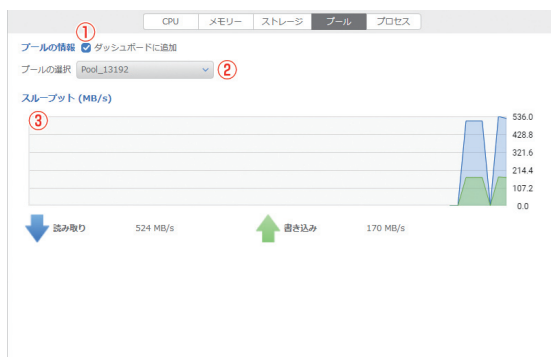 CPU メモリー ストレージ プール プロセス
①
プールの情報 ダッシュボードに追加
プールの選択 Pool_13192 ②
スループット (MB/s)
③
536.0
428.8
321.6
214.4
107.2
0.0
読み取り 524 MB/s 書き込み 170 MB/s